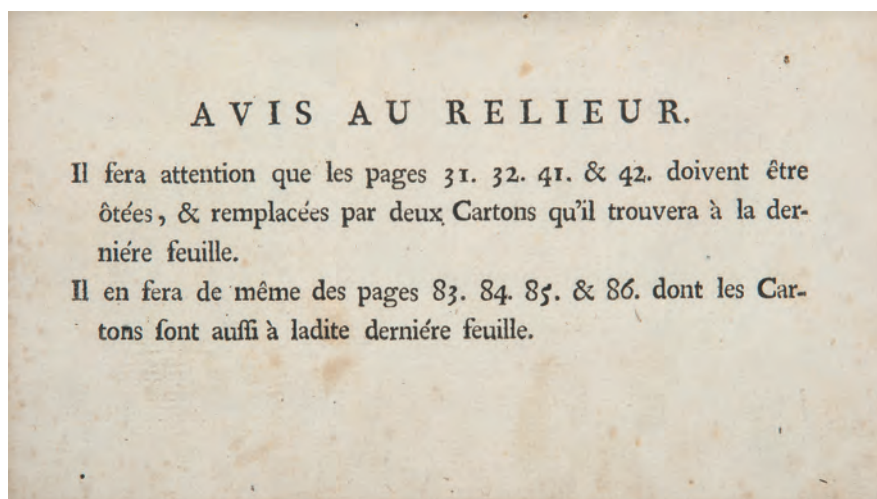 AVIS AU RELIEUR.
Il fera attention que les pages 31. 32. 41. & 42. doivent être
ôtées, & remplacées par deux Cartons qu'il trouvera à la der-
niére feuille.
Il en fera de même des pages 83. 84. 85. & 86. dont les Car-
tons ſont auſſi à ladite derniére feuille.